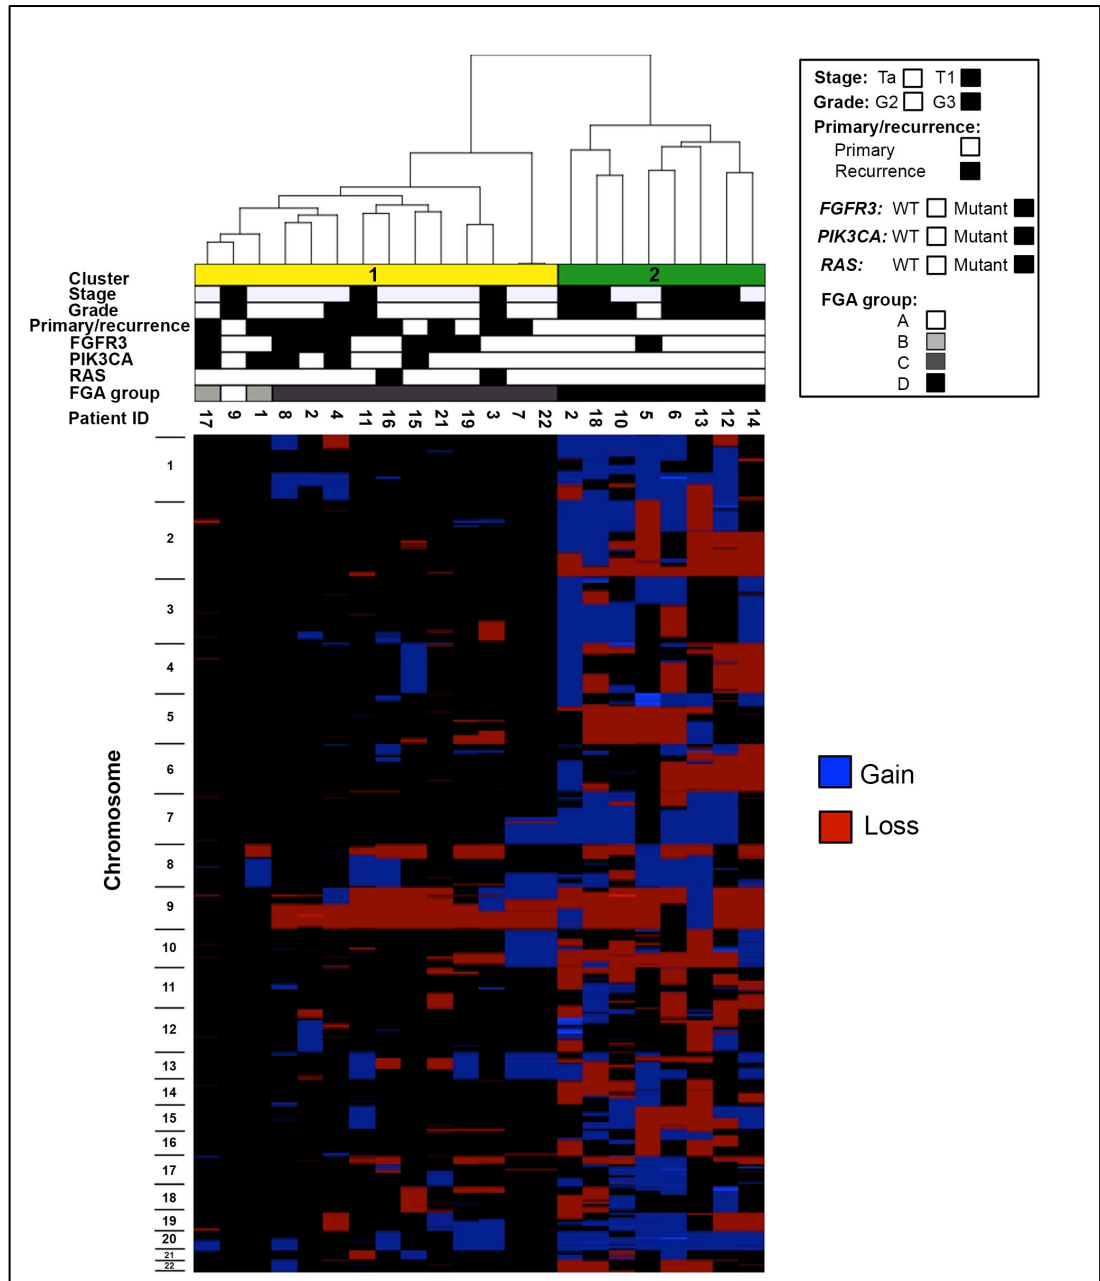 Stage: Ta T1
Grade: G2 G3
Primary/recurrence:
Primary
Recurrence
FGFR3: WT Mutant
PIK3CA: WT Mutant
RAS: WT Mutant
FGA group:
A
B
C
D
Cluster 1 2
Stage
Grade
Primary/recurrence
FGFR3
PIK3CA
RAS
FGA group
Patient ID 17 9 1 8 2 4 11 16 15 21 19 3 7 22 2 18 10 5 6 13 12 14
1
2
3
4
5
6
7
8
9
10
11
12
13
14
15
16
17
18
19
20
21
22
Chromosome
Gain
Loss